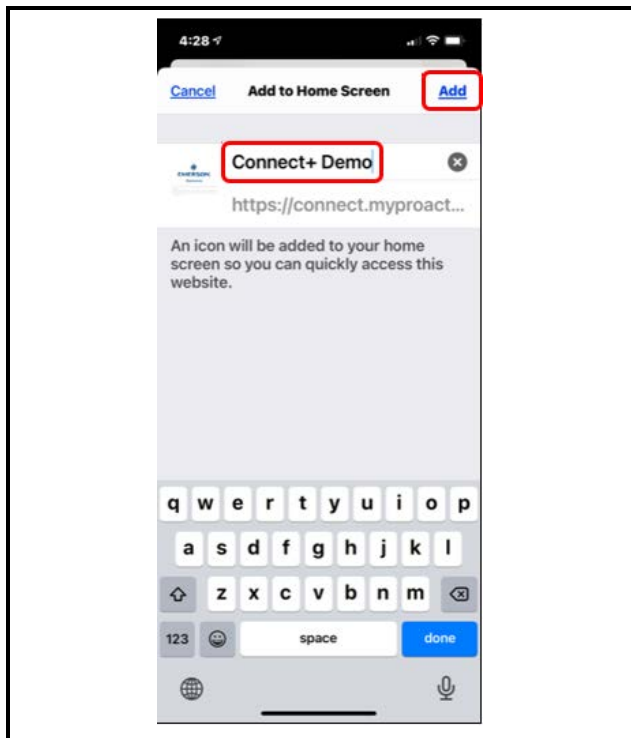 4:28
Cancel Add to Home Screen Add
EMERSON
Connect+ Demo
https://connect.myproact...
An icon will be added to your home
screen so you can quickly access this
website.
q w e r t y u i o p
a s d f g h j k l
z x c v b n m
123 space done